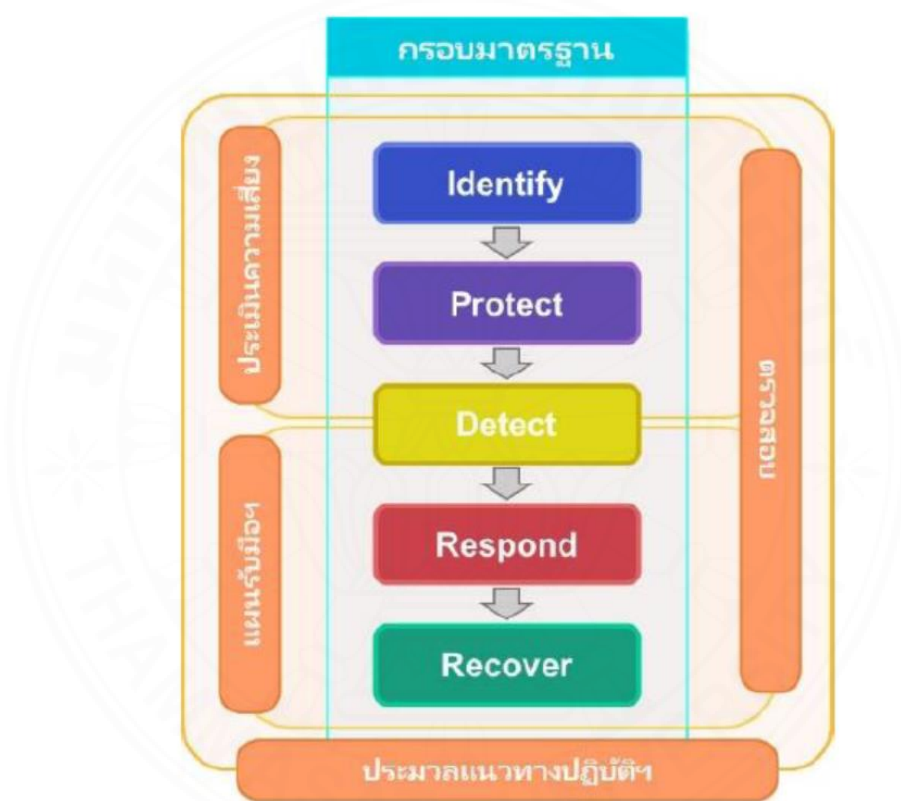 กรอบมาตรฐาน
ประเมินความเสี่ยง
Identify
Protect
Detect
ตรวจสอบ
แผนรับมือฯ
Respond
Recover
ประมวลแนวทางปฏิบัติฯ